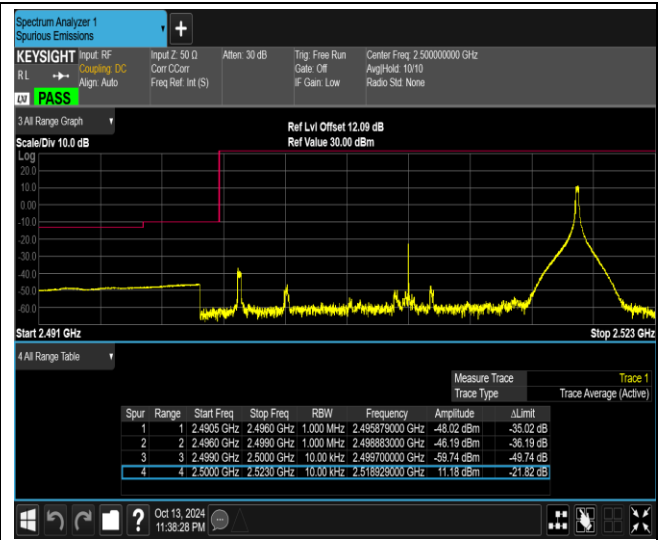 Spectrum Analyzer 1
Spurious Emissions
+
KEYSIGHT
RL
LXI
PASS
Input: RF
Coupling: DC
Align: Auto
Input Z: 50 Ω
Corr CCorr
Freq Ref: Int (S)
Atten: 30 dB
Trig: Free Run
Gate: Off
IF Gain: Low
Center Freq: 2.500000000 GHz
Avg|Hold: 10/10
Radio Std: None
3 All Range Graph
Scale/Div 10.0 dB
Ref Lvl Offset 12.09 dB
Ref Value 30.00 dBm
Log
20.0
10.0
0.00
-10.0
-20.0
-30.0
-40.0
-50.0
-60.0
Start 2.491 GHz
Stop 2.523 GHz
4 All Range Table
Measure Trace Trace 1
Trace Type Trace Average (Active)
Spur Range Start Freq Stop Freq RBW Frequency Amplitude ΔLimit
1 1 2.4905 GHz 2.4960 GHz 1.000 MHz 2.495879000 GHz -48.02 dBm -35.02 dB
2 2 2.4960 GHz 2.4990 GHz 1.000 MHz 2.498883000 GHz -46.19 dBm -36.19 dB
3 3 2.4990 GHz 2.5000 GHz 10.00 kHz 2.499700000 GHz -59.74 dBm -49.74 dB
4 4 2.5000 GHz 2.5230 GHz 10.00 kHz 2.518929000 GHz 11.18 dBm -21.82 dB
?
Oct 13, 2024
11:38:28 PM